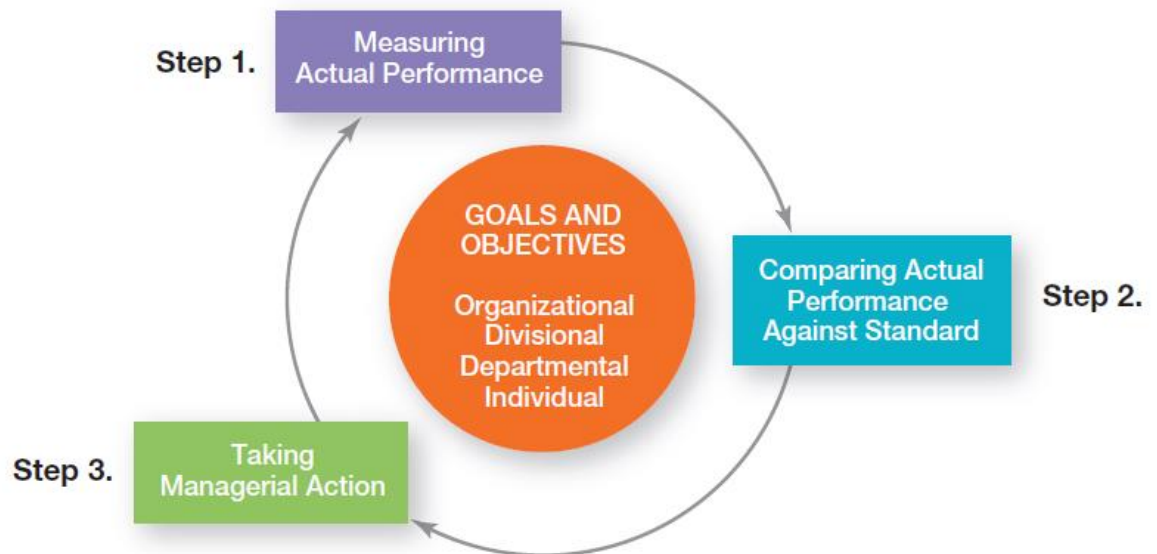 Step 1.
Measuring
Actual Performance
GOALS AND
OBJECTIVES
Organizational
Divisional
Departmental
Individual
Comparing Actual
Performance
Against Standard
Step 2.
Step 3.
Taking
Managerial Action